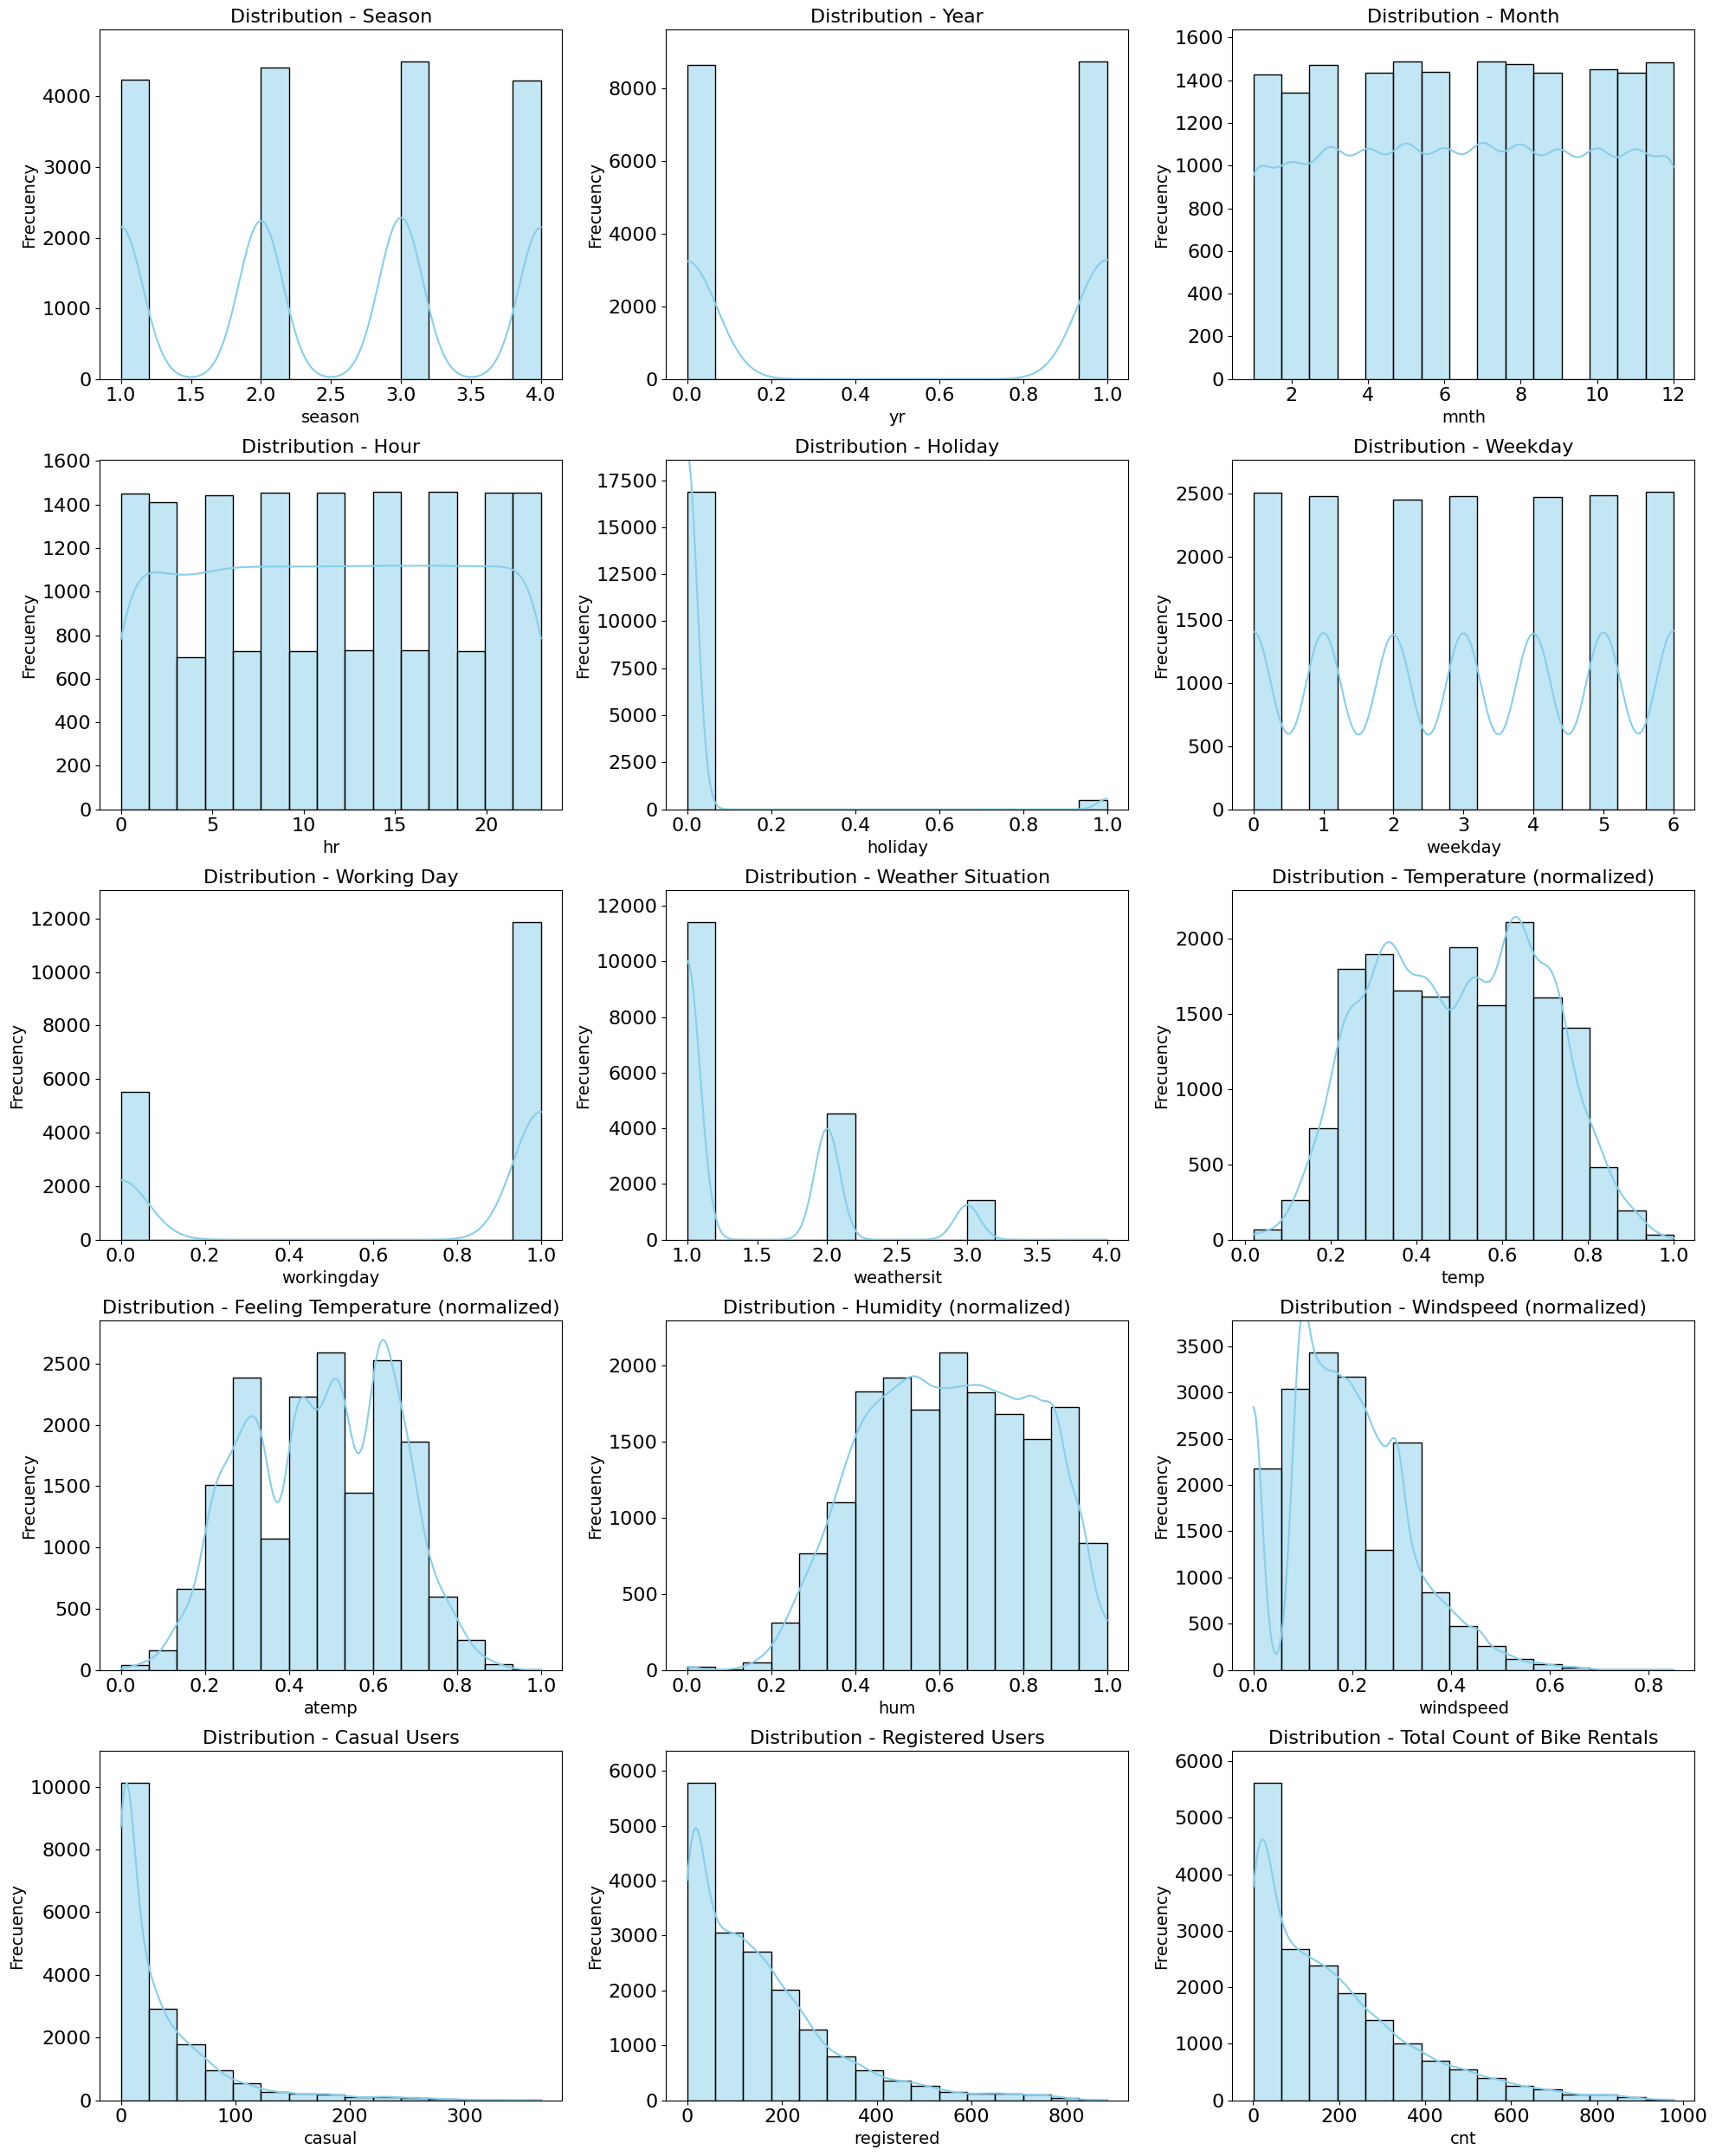 Distribution - Season
Frecuency
4000
3000
2000
1000
0
1.0 1.5 2.0 2.5 3.0 3.5 4.0
season
Distribution - Year
Frecuency
8000
6000
4000
2000
0
0.0 0.2 0.4 0.6 0.8 1.0
yr
Distribution - Month
Frecuency
1600
1400
1200
1000
800
600
400
200
0
2 4 6 8 10 12
mnth
Distribution - Hour
Frecuency
1600
1400
1200
1000
800
600
400
200
0
0 5 10 15 20
hr
Distribution - Holiday
Frecuency
17500
15000
12500
10000
7500
5000
2500
0
0.0 0.2 0.4 0.6 0.8 1.0
holiday
Distribution - Weekday
Frecuency
2500
2000
1500
1000
500
0
0 1 2 3 4 5 6
weekday
Distribution - Working Day
Frecuency
12000
10000
8000
6000
4000
2000
0
0.0 0.2 0.4 0.6 0.8 1.0
workingday
Distribution - Weather Situation
Frecuency
12000
10000
8000
6000
4000
2000
0
1.0 1.5 2.0 2.5 3.0 3.5 4.0
weathersit
Distribution - Temperature (normalized)
Frecuency
2000
1500
1000
500
0
0.0 0.2 0.4 0.6 0.8 1.0
temp
Distribution - Feeling Temperature (normalized)
Frecuency
2500
2000
1500
1000
500
0
0.0 0.2 0.4 0.6 0.8 1.0
atemp
Distribution - Humidity (normalized)
Frecuency
2000
1500
1000
500
0
0.0 0.2 0.4 0.6 0.8 1.0
hum
Distribution - Windspeed (normalized)
Frecuency
3500
3000
2500
2000
1500
1000
500
0
0.0 0.2 0.4 0.6 0.8
windspeed
Distribution - Casual Users
Frecuency
10000
8000
6000
4000
2000
0
0 100 200 300
casual
Distribution - Registered Users
Frecuency
6000
5000
4000
3000
2000
1000
0
0 200 400 600 800
registered
Distribution - Total Count of Bike Rentals
Frecuency
6000
5000
4000
3000
2000
1000
0
0 200 400 600 800 1000
cnt